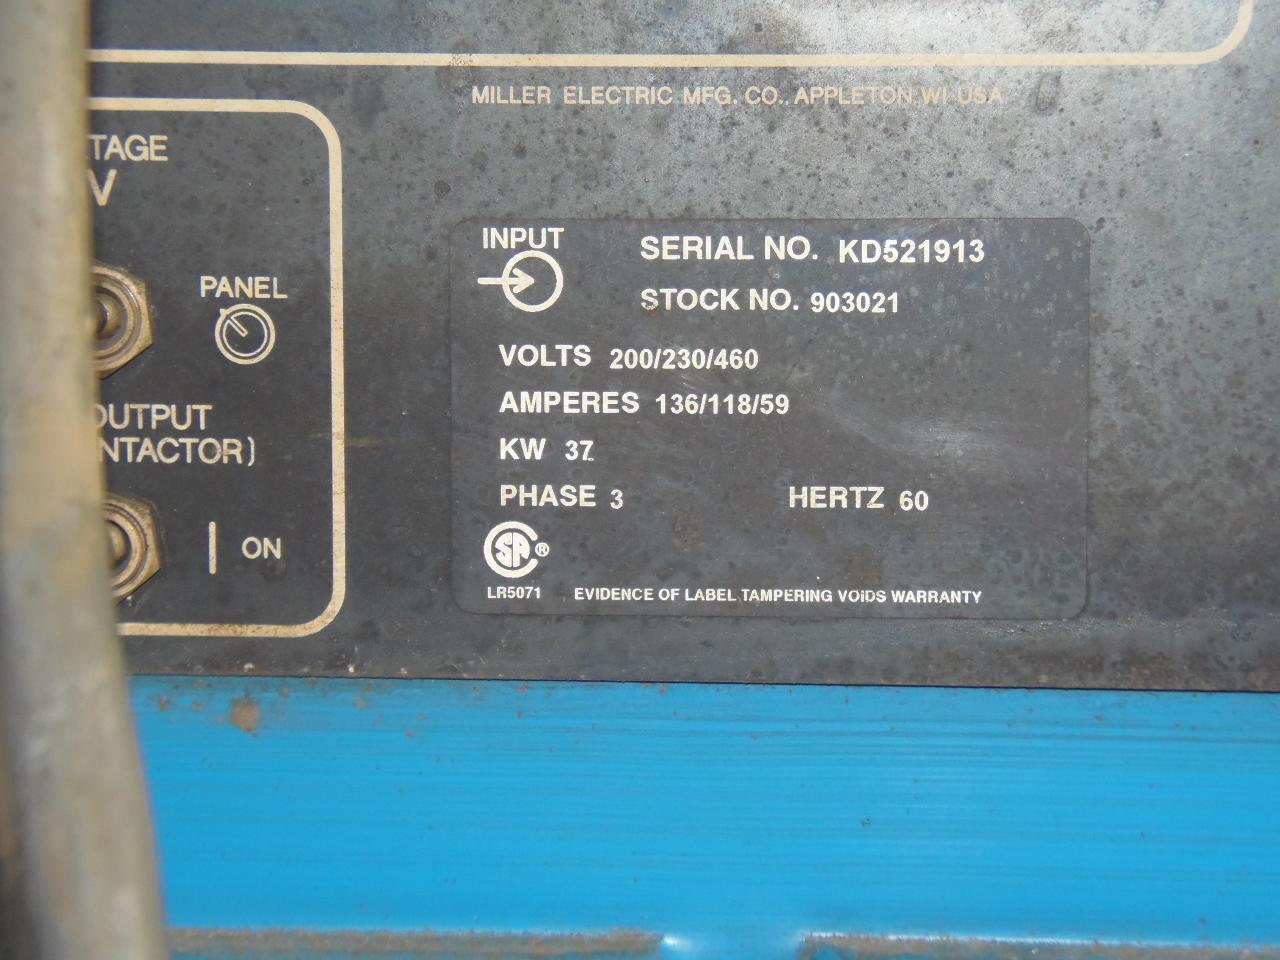 MILLER ELECTRIC MFG. CO., APPLETON WI USA
TAGE
V
PANEL
OUTPUT
NTACTOR)
ON
INPUT
SERIAL NO. KD521913
STOCK NO. 903021
VOLTS 200/230/460
AMPERES 136/118/59
KW 37
PHASE 3 HERTZ 60
SA ®
LR5071 EVIDENCE OF LABEL TAMPERING VOIDS WARRANTY